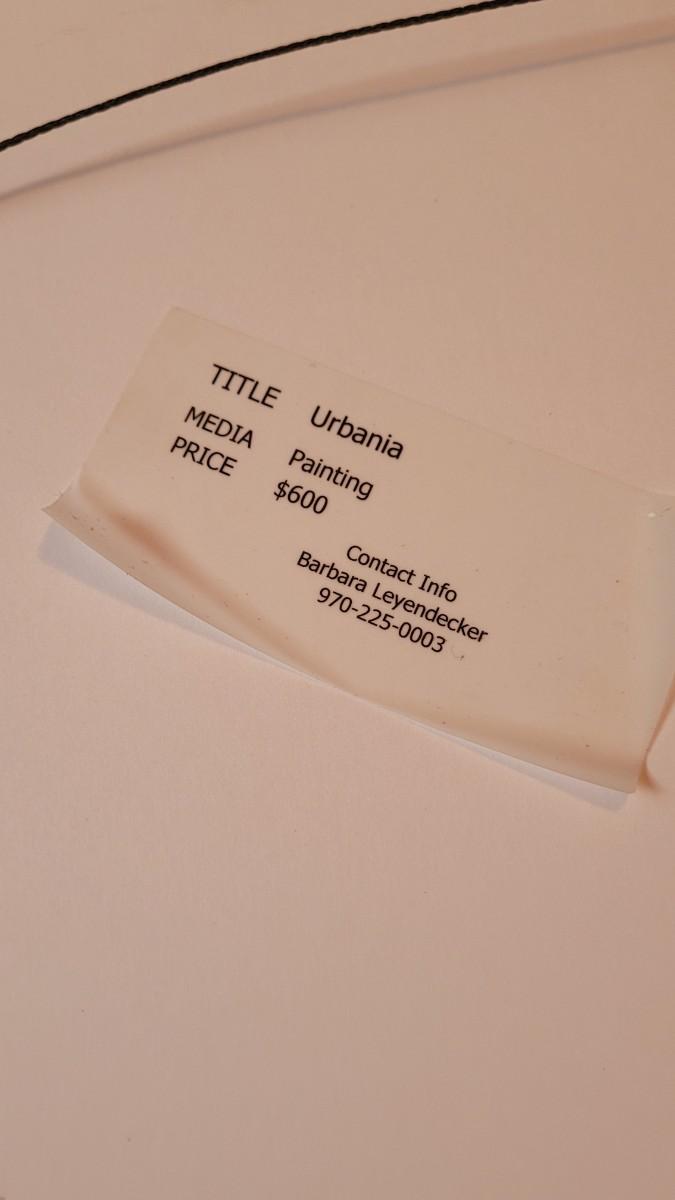 TITLE Urbania
MEDIA Painting
PRICE $600
Contact Info
Barbara Leyendecker
970-225-0003